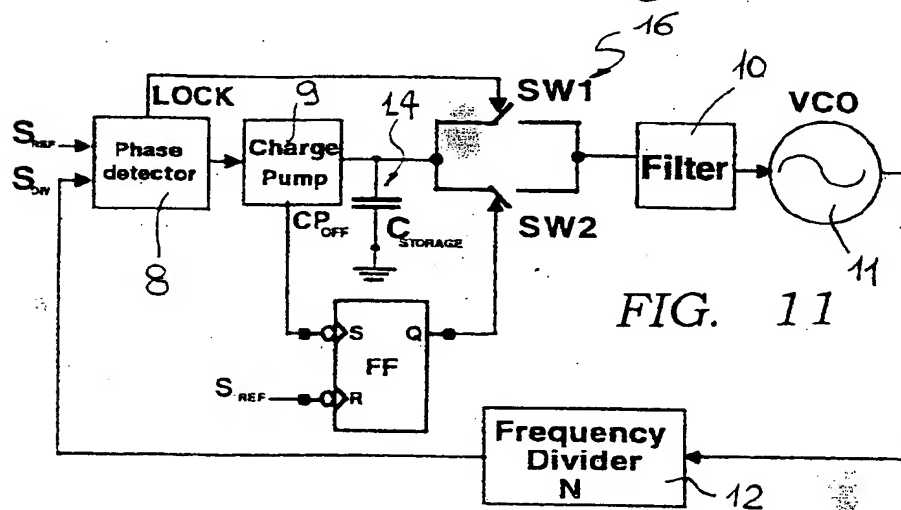 16
LOCK
9
14
SW1
10
VCO
S REF
S DIV
Phase
detector
Charge
Pump
Filter
8
CP OFF
C STORAGE
SW2
11
S
Q
FF
S REF
R
FIG. 11
Frequency
Divider
N
12